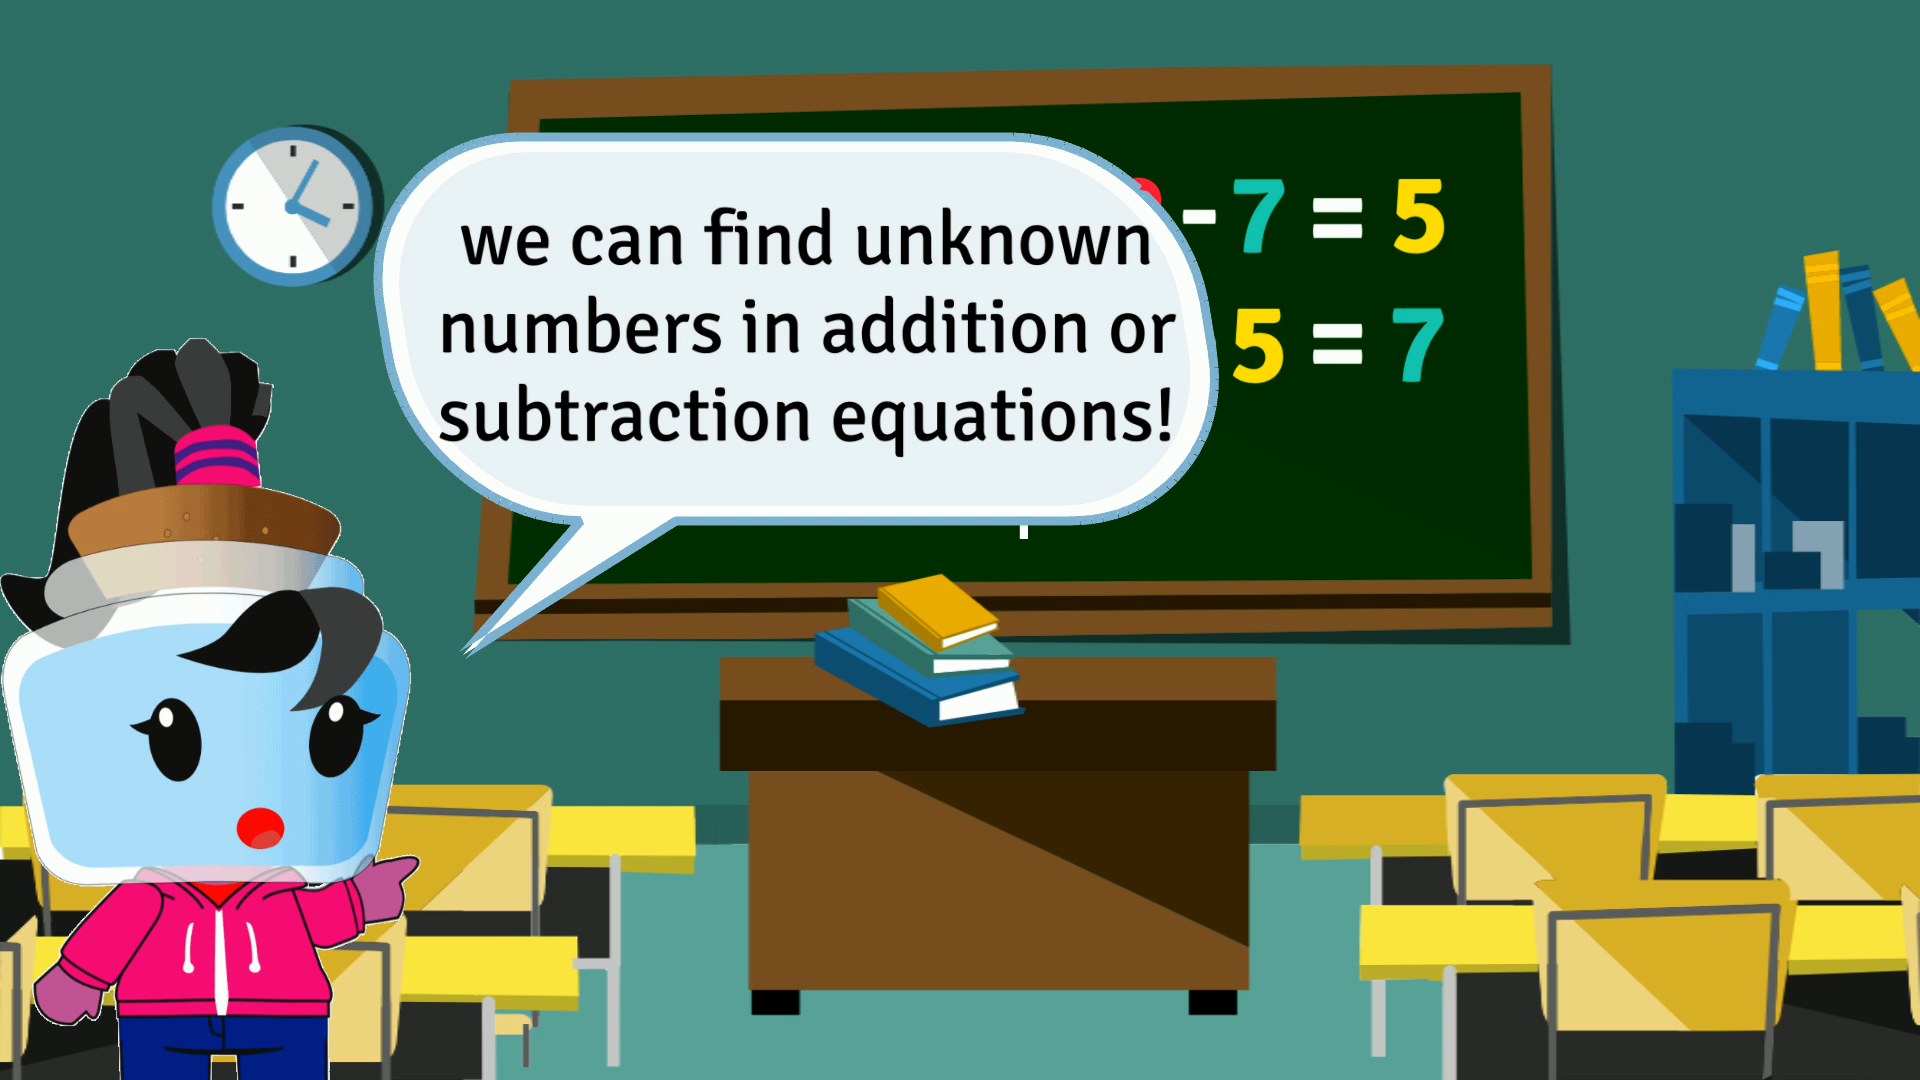 we can find unknown
numbers in addition or
subtraction equations!
- 7 = 5
5 = 7